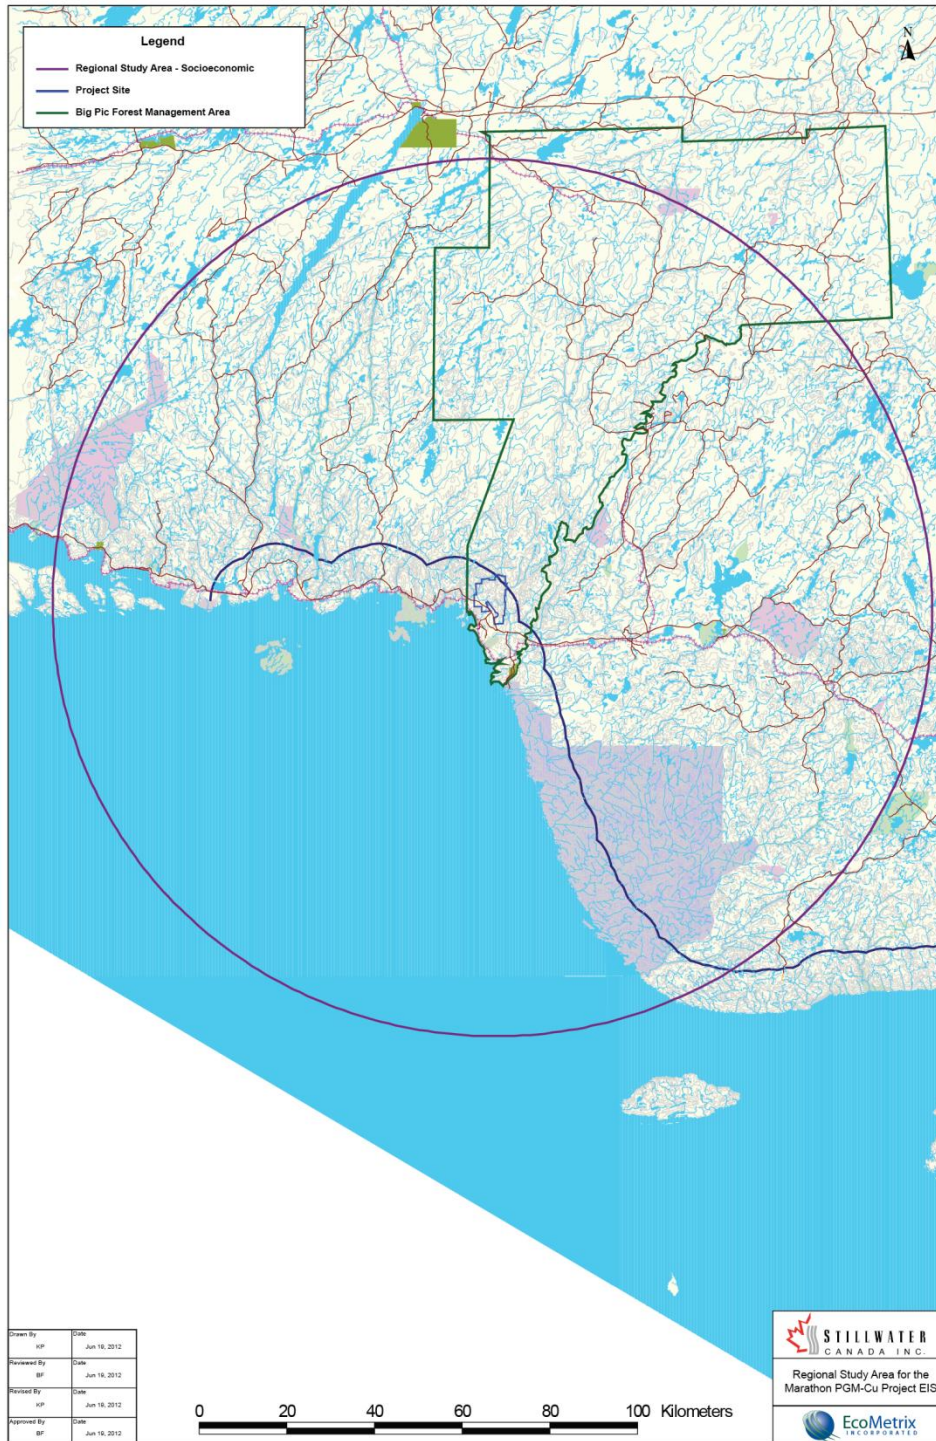 Legend
Regional Study Area - Socioeconomic
Project Site
Big Pic Forest Management Area
N
Drawn By Date
KP Jun 19, 2012
Reviewed By Date
BF Jun 19, 2012
Revised By Date
KP Jun 19, 2012
Approved By Date
BF Jun 19, 2012
0 20 40 60 80 100 Kilometers
STILLWATER
CANADA INC.
Regional Study Area for the
Marathon PGM-Cu Project EIS
EcoMetrix
INCORPORATED